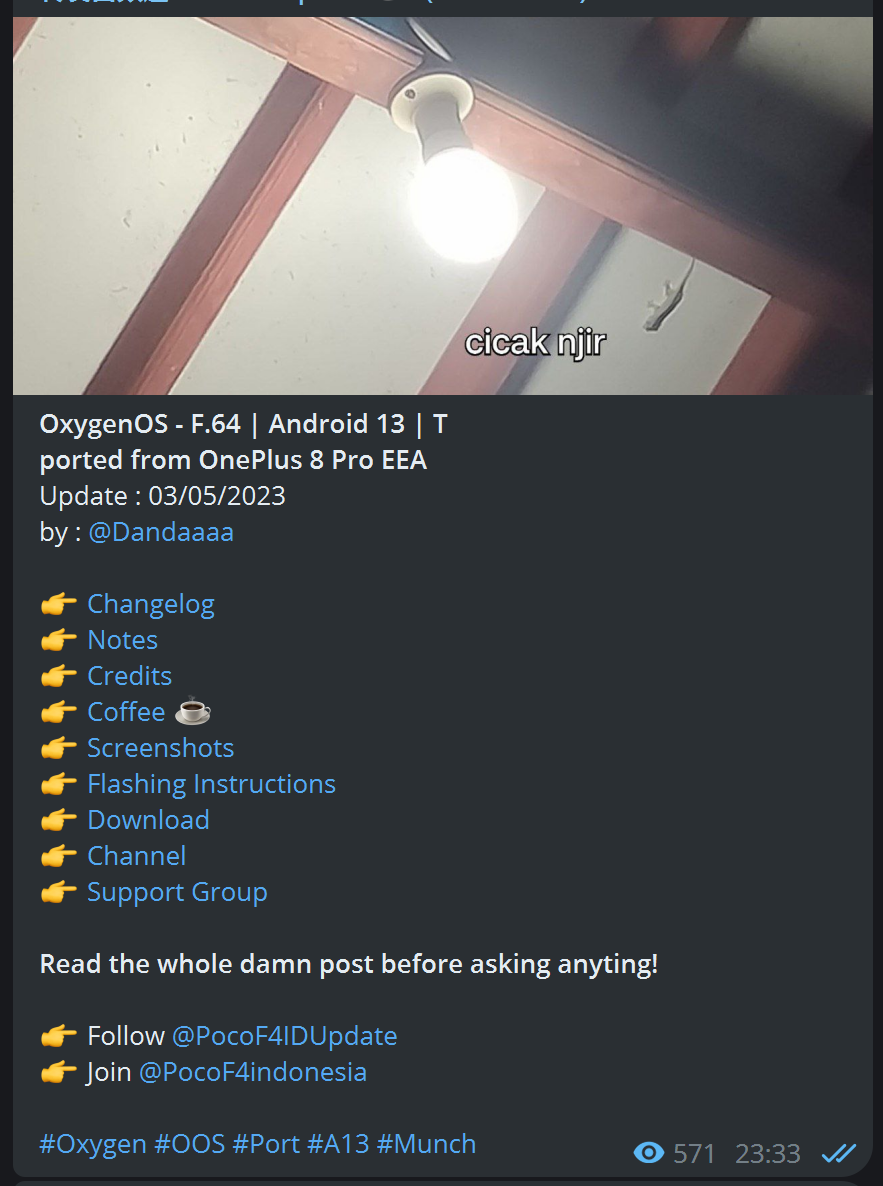 cicak njir
OxygenOS - F.64 | Android 13 | T
ported from OnePlus 8 Pro EEA
Update : 03/05/2023
by : @Dandaaaa
👉 Changelog
👉 Notes
👉 Credits
👉 Coffee ☕
👉 Screenshots
👉 Flashing Instructions
👉 Download
👉 Channel
👉 Support Group
Read the whole damn post before asking anyting!
👉 Follow @PocoF4IDUpdate
👉 Join @PocoF4indonesia
#Oxygen #OOS #Port #A13 #Munch
571 23:33